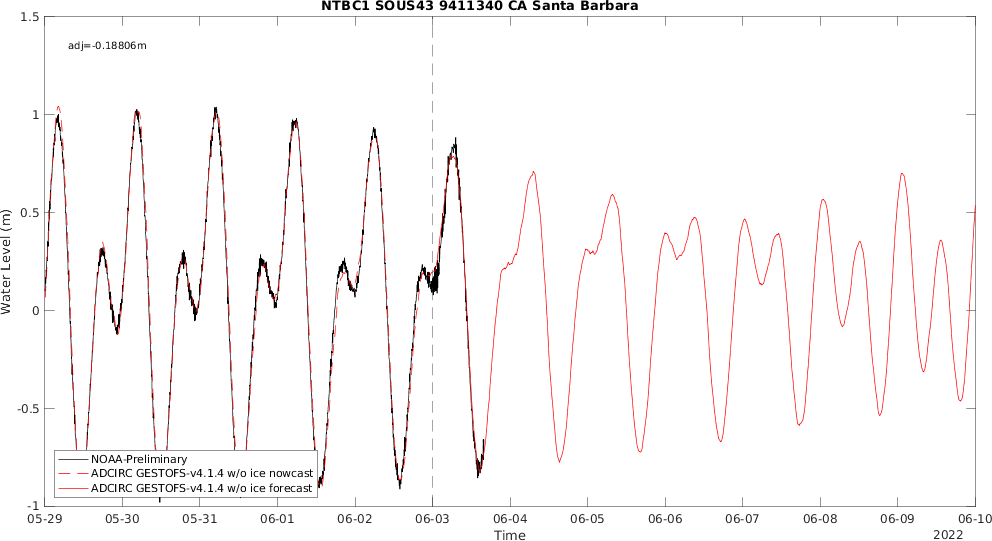 NTBC1 SOUS43 9411340 CA Santa Barbara
adj=-0.18806m
Water Level (m)
1.5
1
0.5
0
-0.5
-1
NOAA-Preliminary
ADCIRC GESTOFS-v4.1.4 w/o ice nowcast
ADCIRC GESTOFS-v4.1.4 w/o ice forecast
05-29 05-30 05-31 06-01 06-02 06-03 06-04 06-05 06-06 06-07 06-08 06-09 06-10
Time
2022